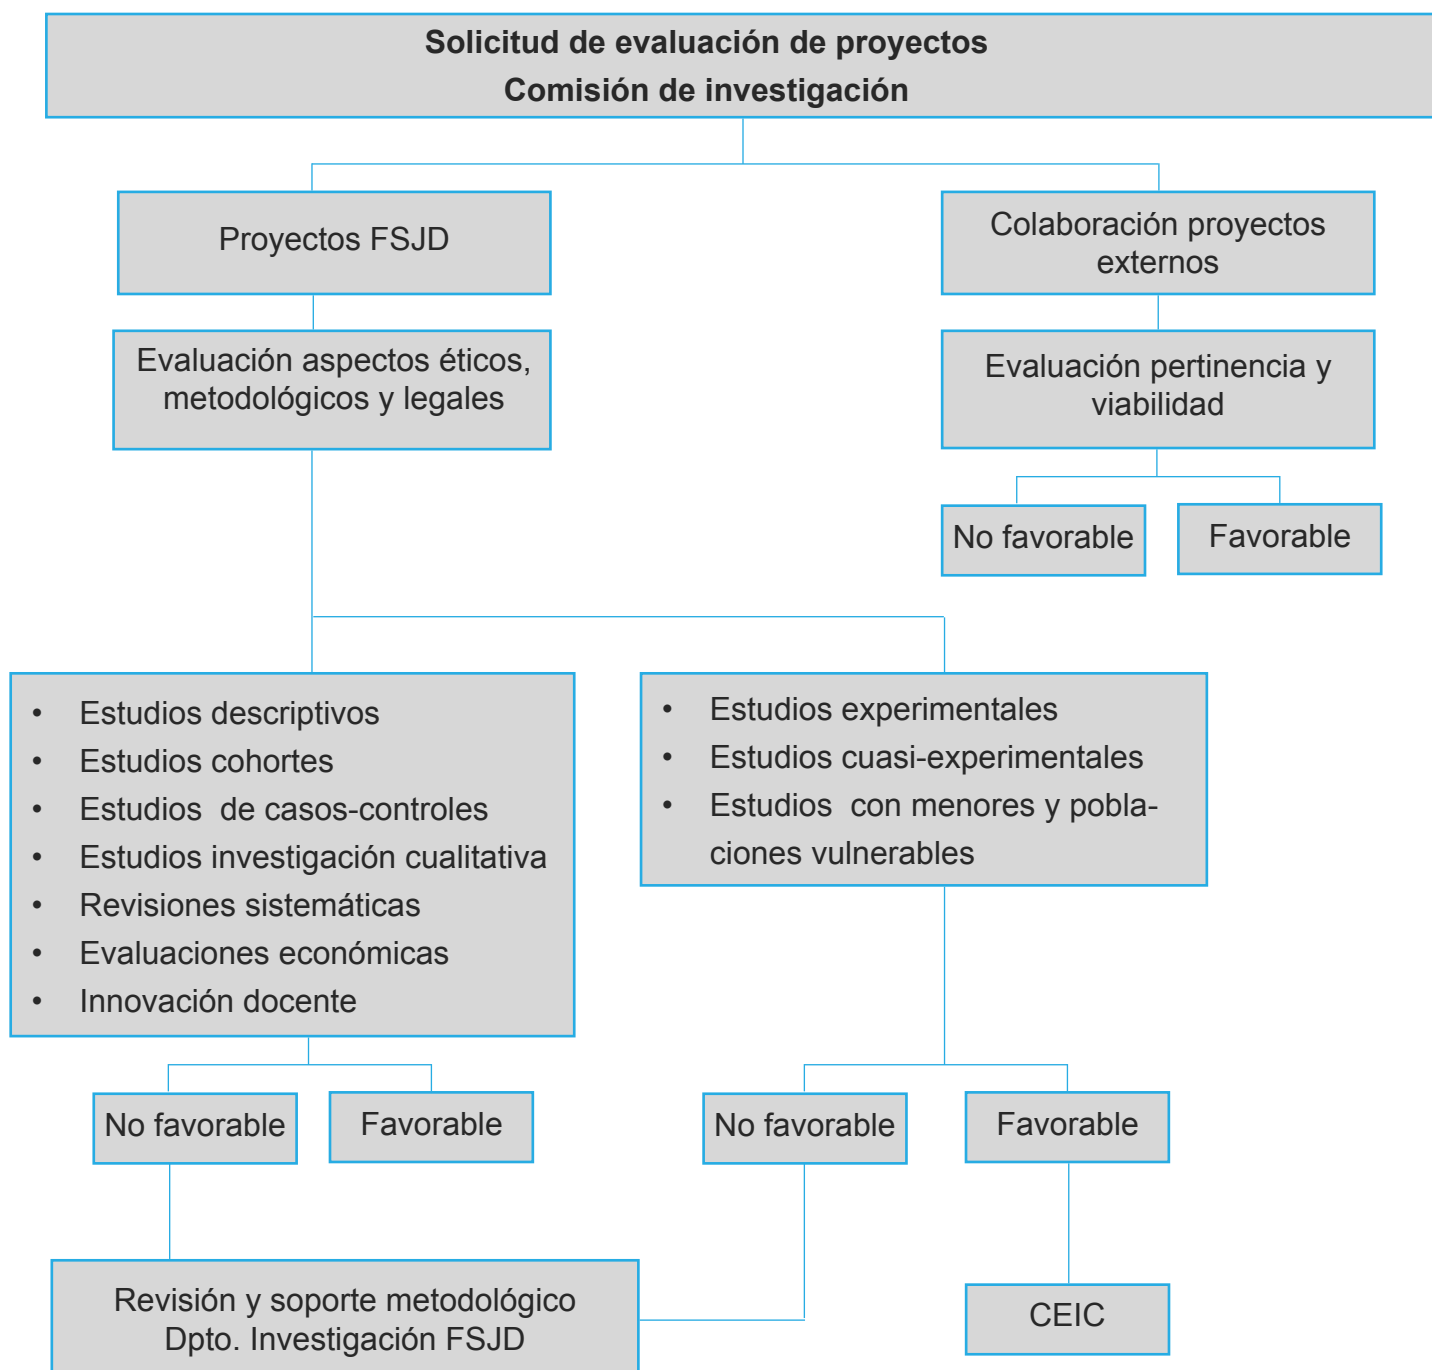 Solicitud de evaluación de proyectos
Comisión de investigación
Proyectos FSJD
Colaboración proyectos
externos
Evaluación aspectos éticos,
metodológicos y legales
Evaluación pertinencia y
viabilidad
No favorable
Favorable
• Estudios descriptivos
• Estudios cohortes
• Estudios  de casos-controles
• Estudios investigación cualitativa
• Revisiones sistemáticas
• Evaluaciones económicas
• Innovación docente
• Estudios experimentales
• Estudios cuasi-experimentales
• Estudios  con menores y pobla-
ciones vulnerables
No favorable
Favorable
No favorable
Favorable
Revisión y soporte metodológico
Dpto. Investigación FSJD
CEIC